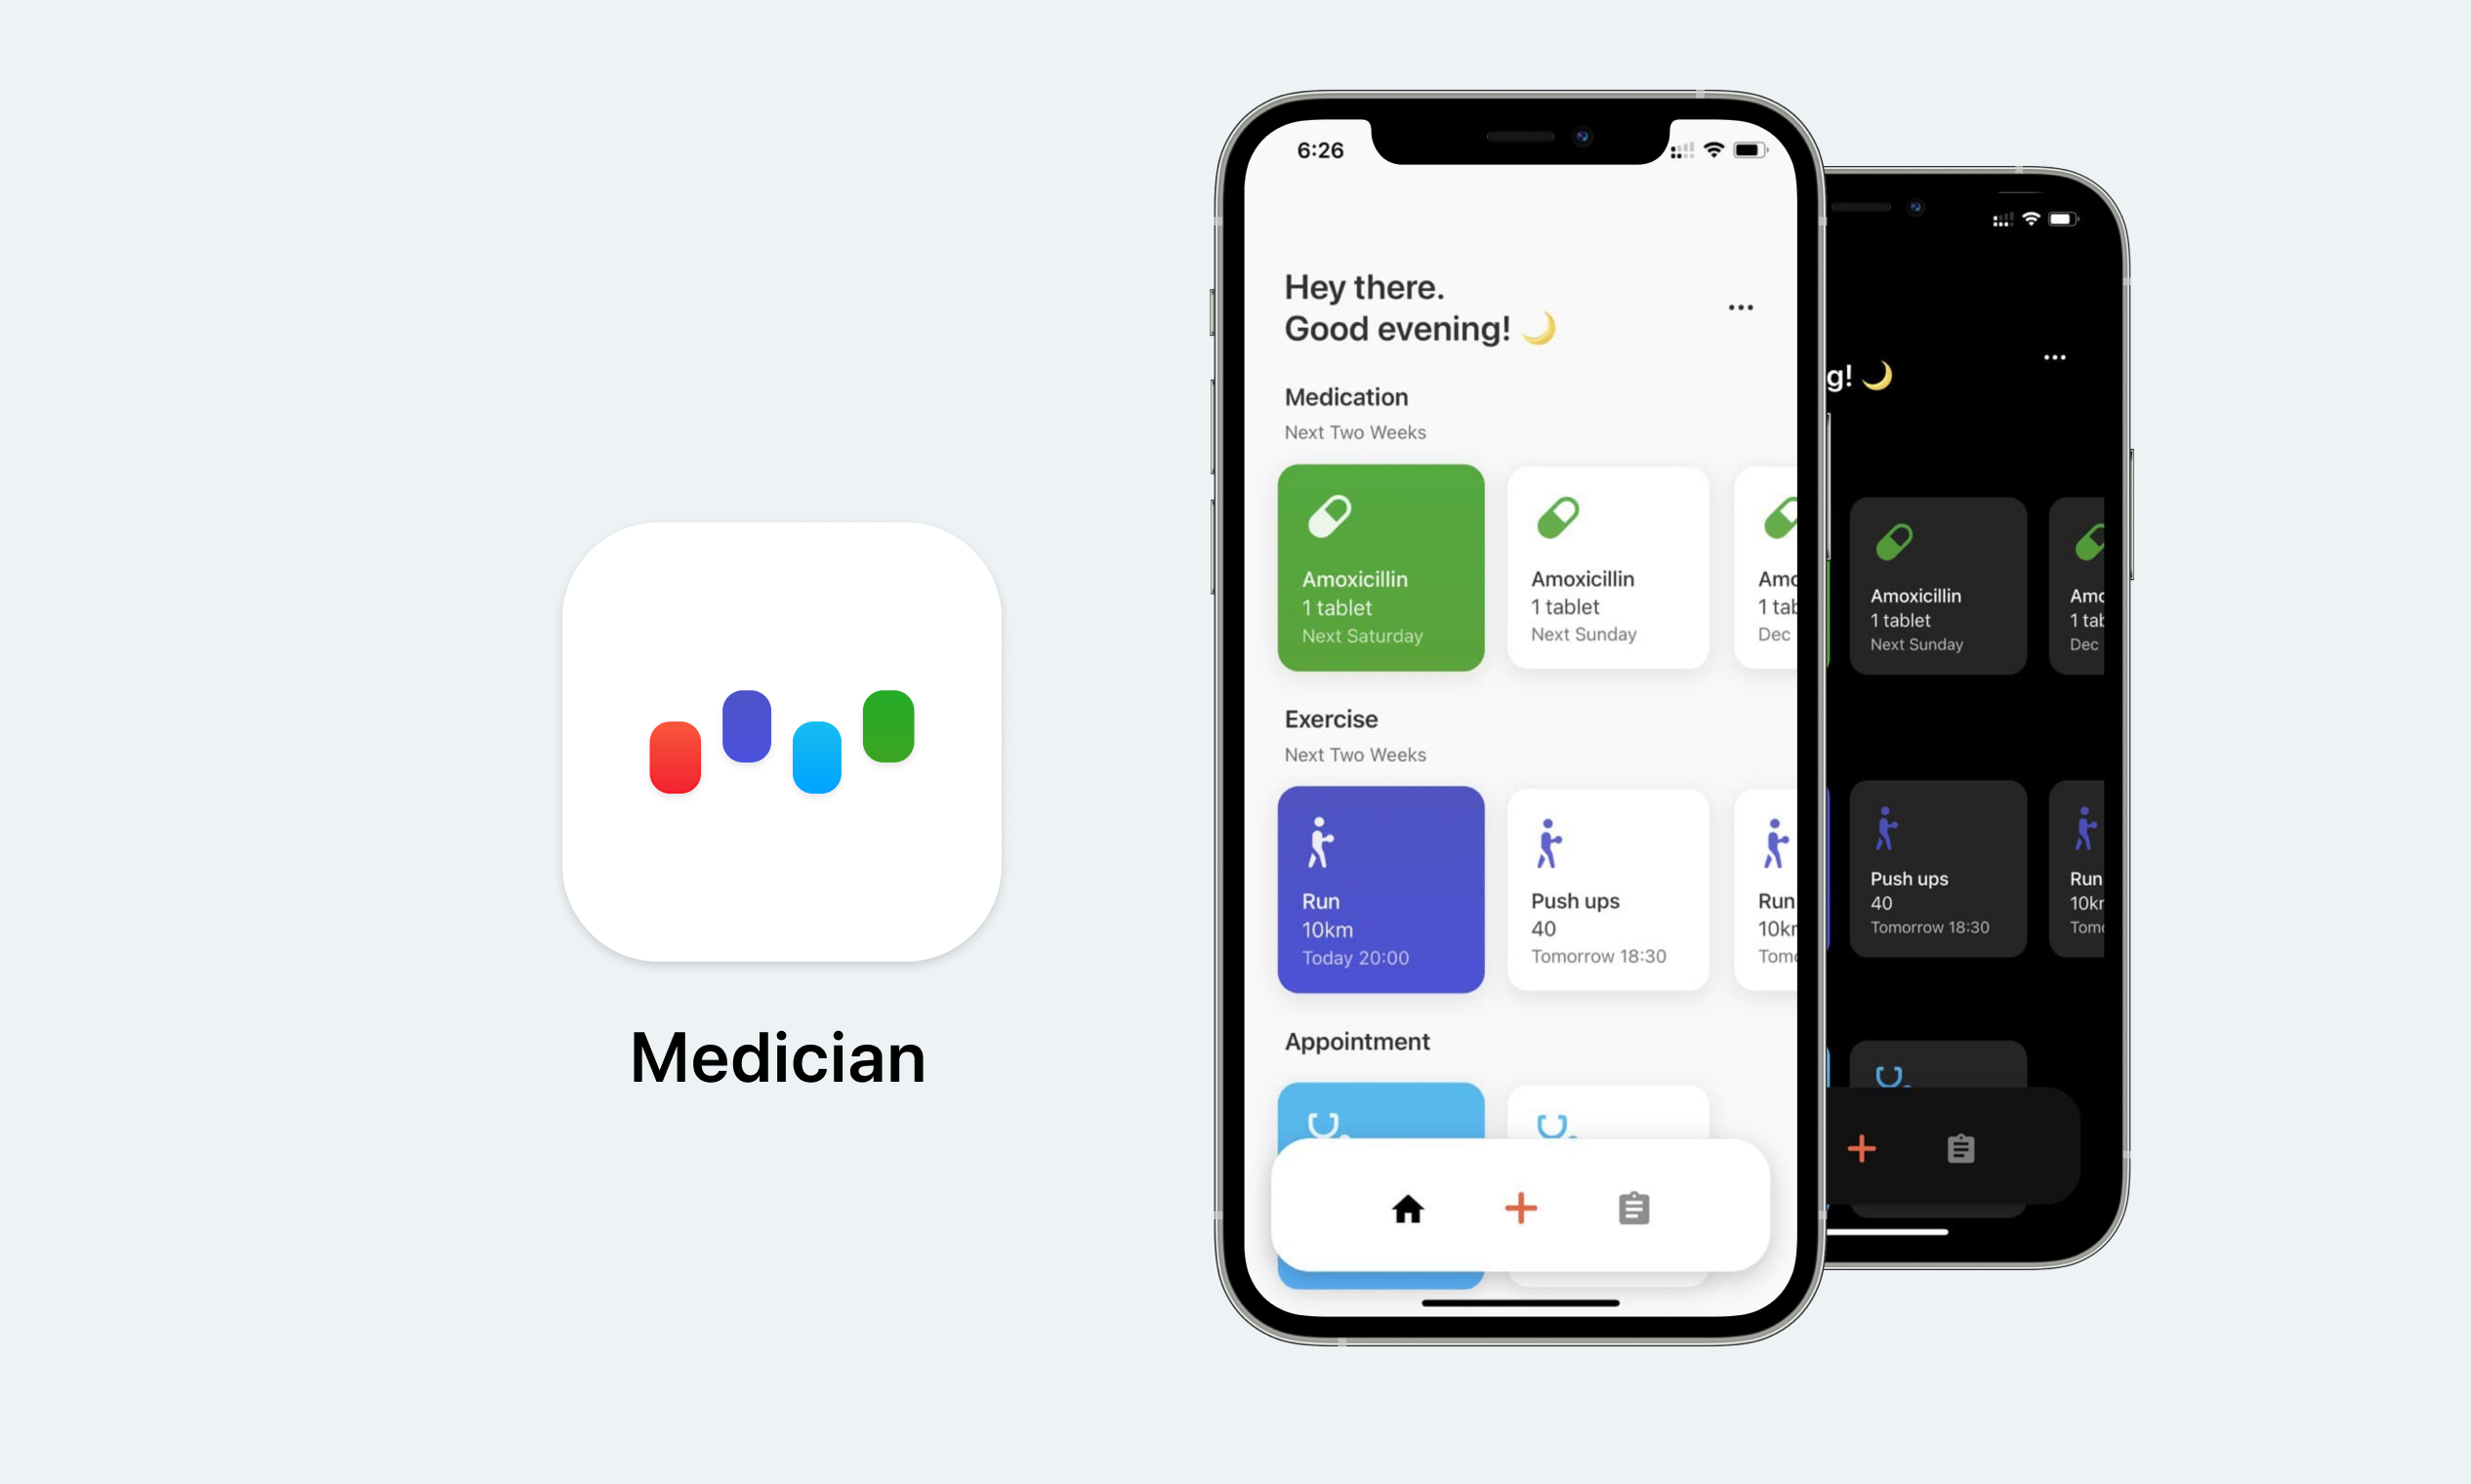 Medician
6:26
Hey there.
Good evening! 🌙
Medication
Next Two Weeks
Amoxicillin
1 tablet
Next Saturday
Amoxicillin
1 tablet
Next Sunday
Amo
1 tab
Dec
Exercise
Next Two Weeks
Run
10km
Today 20:00
Push ups
40
Tomorrow 18:30
Run
10k
Tom
Appointment
g! 🌙
Amoxicillin
1 tablet
Next Sunday
Amo
1 tab
Dec
Push ups
40
Tomorrow 18:30
Run
10k
Tom